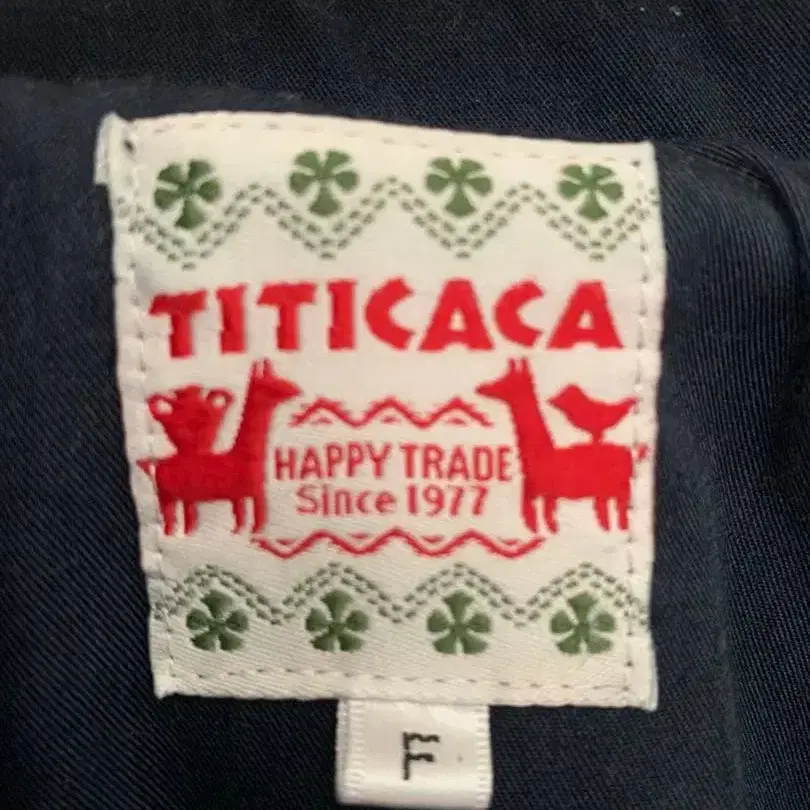 TITICACA
HAPPY TRADE
Since 1977
F